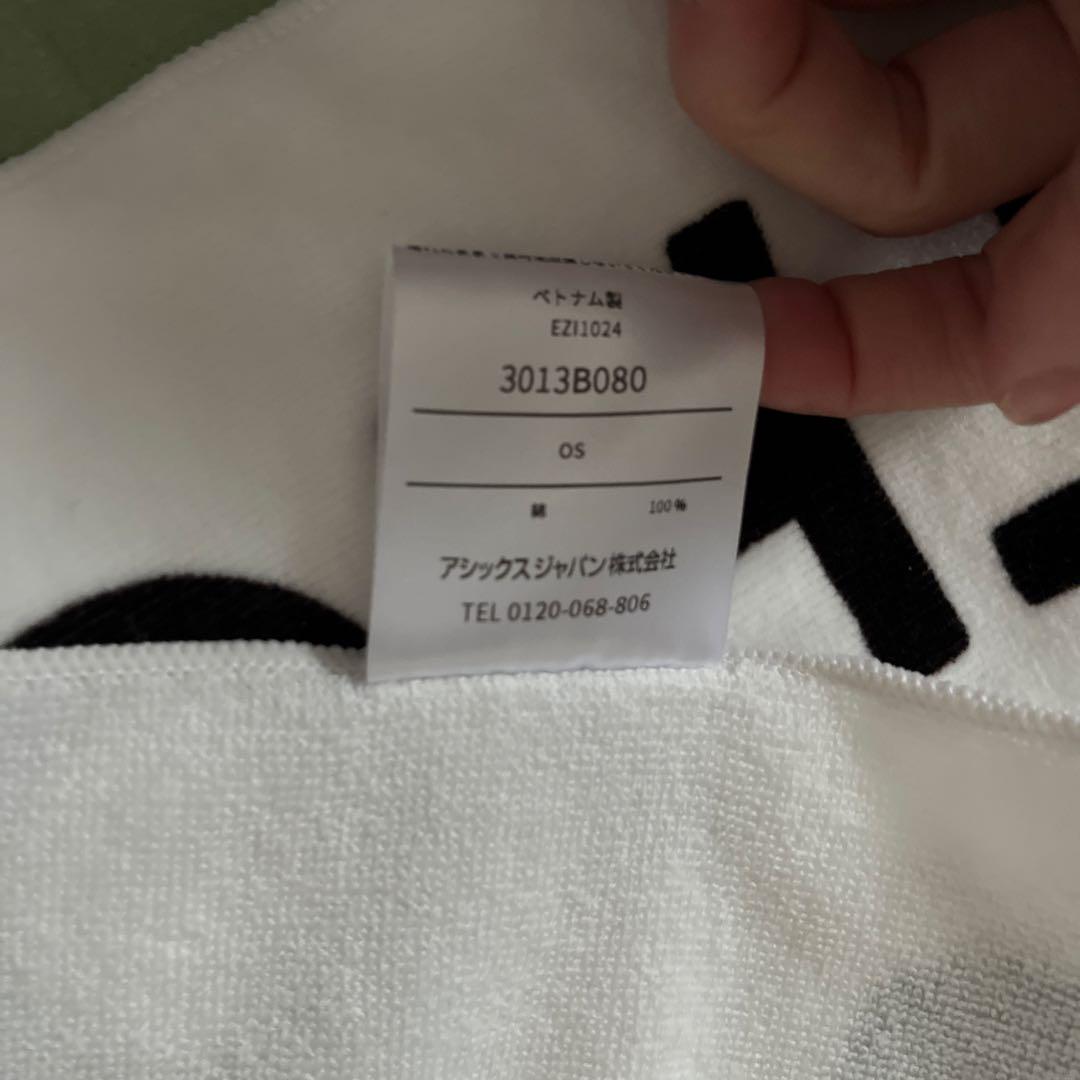 ベトナム製
EZI1024
3013B080
OS
綿 100%
アシックスジャパン株式会社
TEL 0120-068-806